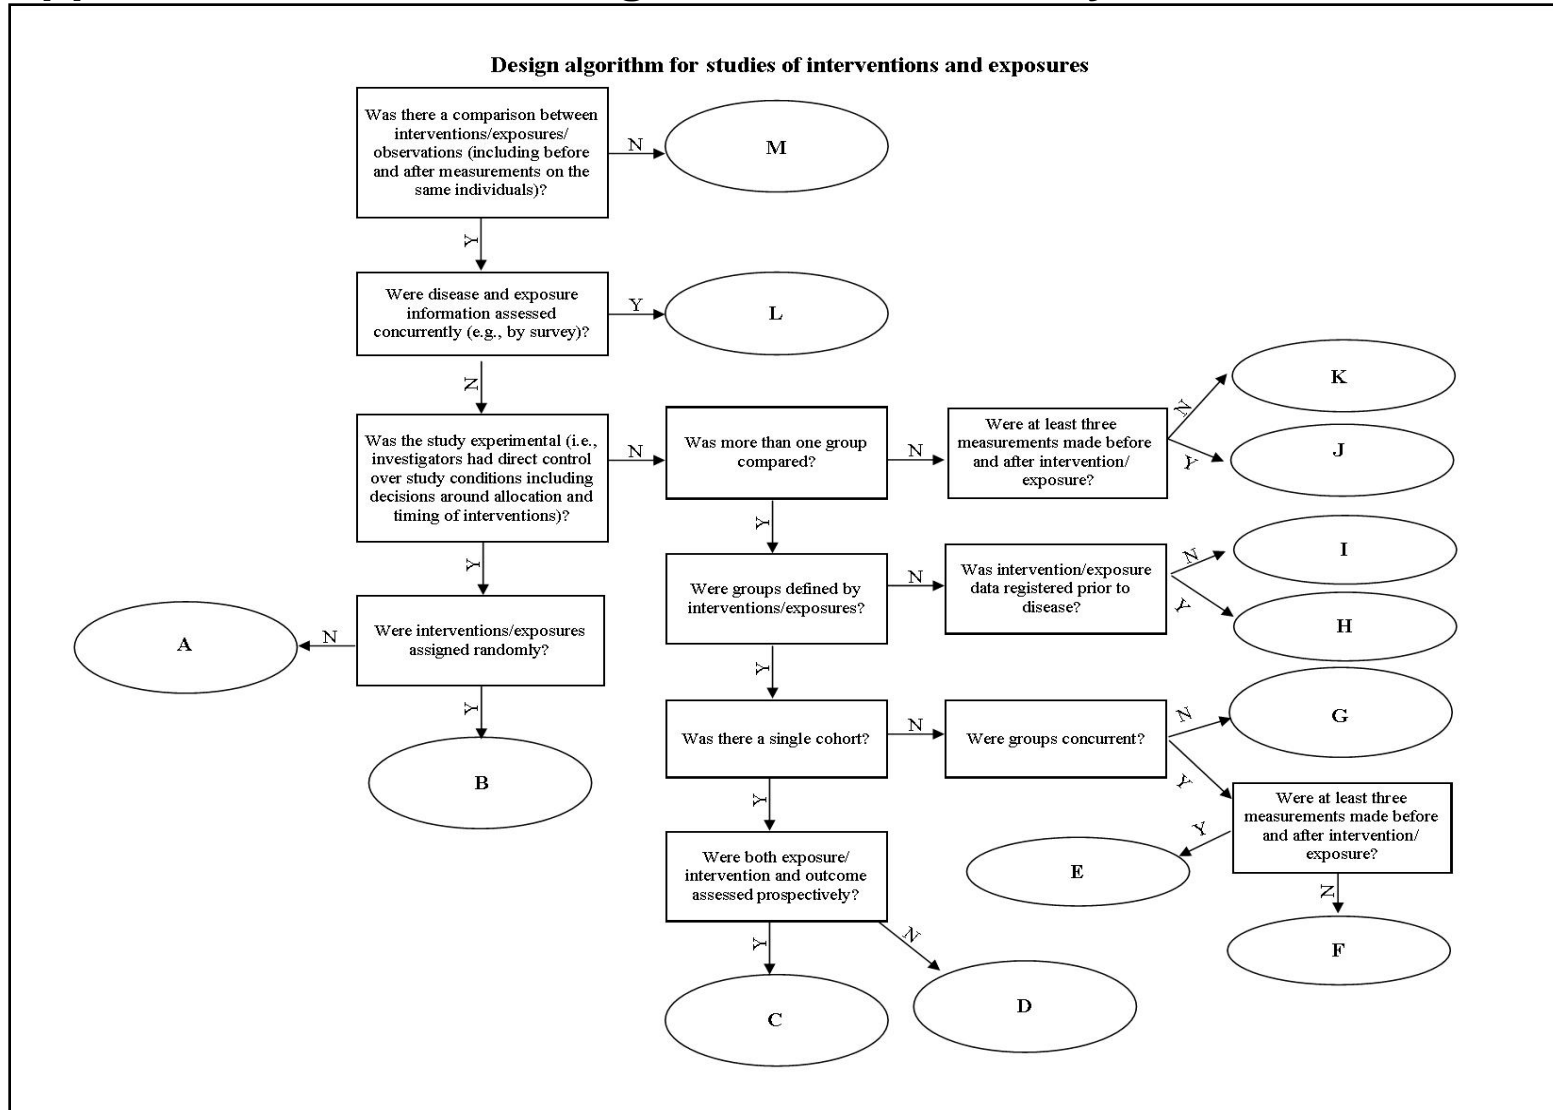 Design algorithm for studies of interventions and exposures
Was there a comparison between
interventions/exposures/
observations (including before
and after measurements on the
same individuals)?
N
M
Y
Were disease and exposure
information assessed
concurrently (e.g., by survey)?
Y
L
N
Was the study experimental (i.e.,
investigators had direct control
over study conditions including
decisions around allocation and
timing of interventions)?
N
Was more than one group
compared?
N
Were at least three
measurements made before
and after intervention/
exposure?
N
K
Y
J
Y
Y
Were groups defined by
interventions/exposures?
N
Was intervention/exposure
data registered prior to
disease?
N
I
Y
H
Were interventions/exposures
assigned randomly?
N
A
Y
B
Y
Was there a single cohort?
N
Were groups concurrent?
N
G
Y
Were at least three
measurements made before
and after intervention/
exposure?
Y
E
N
F
Y
Were both exposure/
intervention and outcome
assessed prospectively?
Y
C
N
D